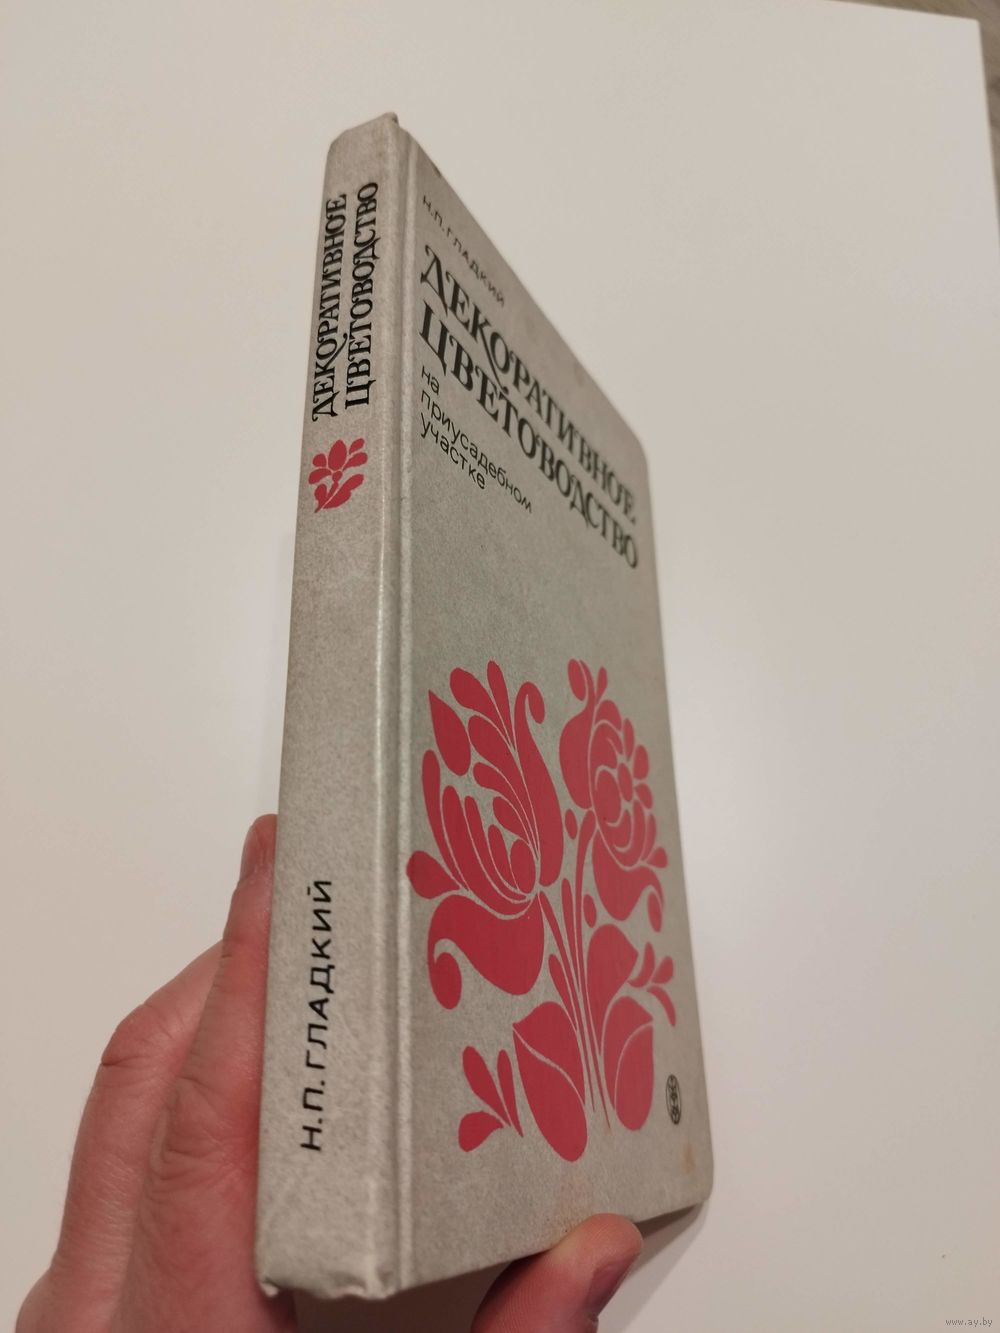 ДЕКОРАТИВНОЕ
ЦВЕТОВОДСТВО
Н.П.ГЛАДКИЙ
Н.П.ГЛАДКИЙ
ДЕКОРАТИВНОЕ
ЦВЕТОВОДСТВО
на
приусадебном
участке
www.ay.by